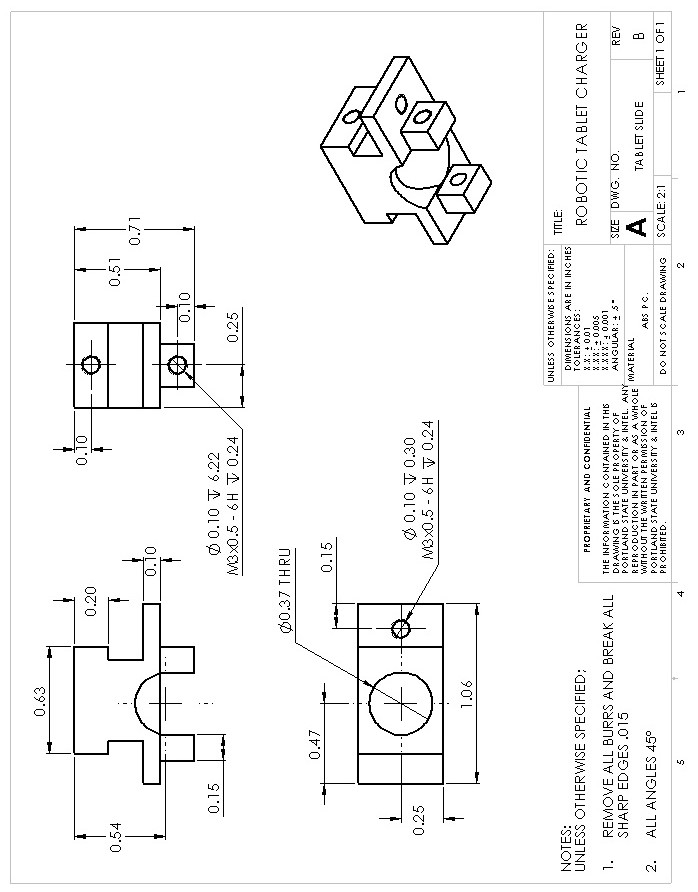 0.63
0.20
0.54
0.10
0.15
0.10
0.51
0.71
0.10
0.25
Ø 0.10 ↧ 6.22
M3x0.5 - 6H ↧ 0.24
Ø0.37 THRU
0.15
0.47
Ø 0.10 ↧ 0.30
M3x0.5 - 6H ↧ 0.24
0.25
1.06
NOTES:
UNLESS OTHERWISE SPECIFIED;
1. REMOVE ALL BURRS AND BREAK ALL
SHARP EDGES .015
2. ALL ANGLES 45°
PROPRIETARY AND CONFIDENTIAL
THE INFORMATION CONTAINED IN THIS
DRAWING IS THE SOLE PROPERTY OF
PORTLAND STATE UNIVERSITY & INTEL. ANY
REPRODUCTION IN PART OR AS A WHOLE
WITHOUT THE WRITTEN PERMISSION OF
PORTLAND STATE UNIVERSITY & INTEL IS
PROHIBITED.
UNLESS OTHERWISE SPECIFIED:
DIMENSIONS ARE IN INCHES
TOLERANCES:
X.X: ± 0.01
X.XX: ± 0.005
X.XXX: ± 0.001
ANGULAR: ± .5°
MATERIAL
ABS P.C.
DO NOT SCALE DRAWING
TITLE:
ROBOTIC TABLET CHARGER
SIZE DWG. NO. REV
A TABLET SLIDE B
SCALE: 2:1 SHEET 1 OF 1
5 4 3 2 1